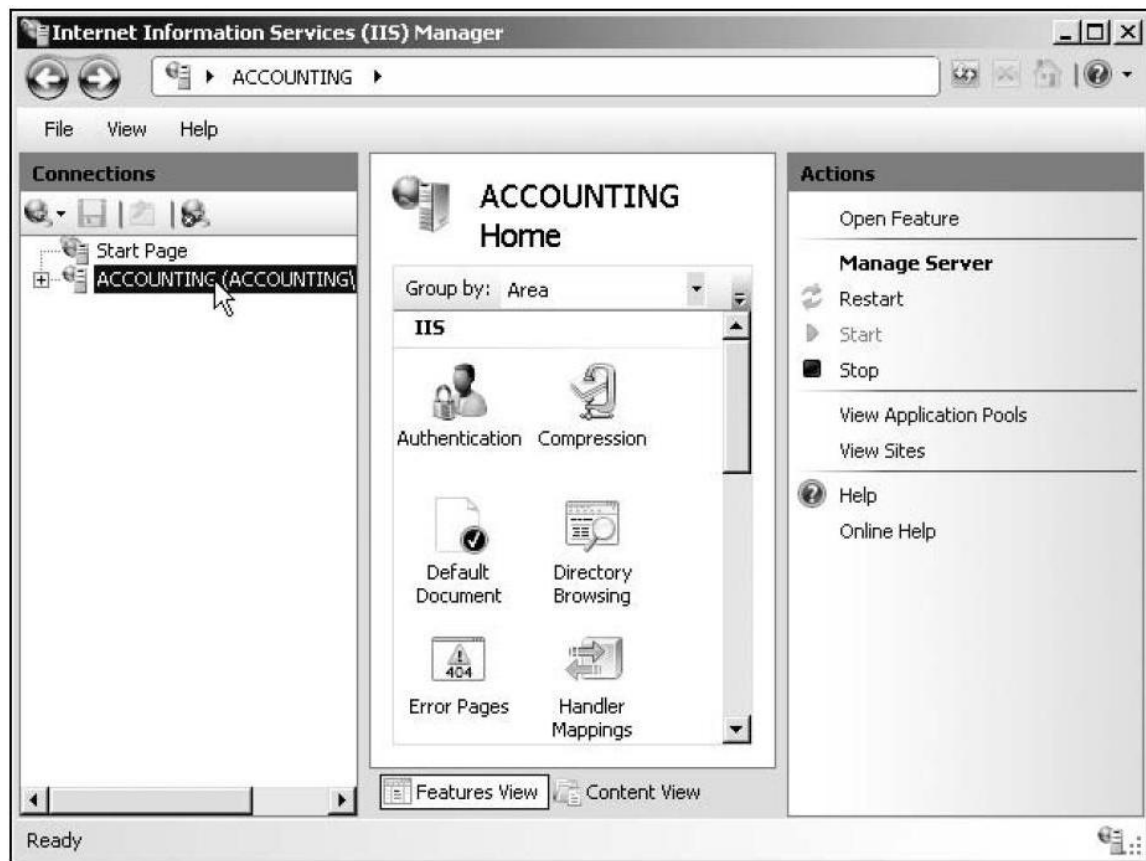 Internet Information Services (IIS) Manager
ACCOUNTING
File View Help
Connections
Start Page
ACCOUNTING (ACCOUNTING\
ACCOUNTING
Home
Group by: Area
IIS
Authentication Compression
Default Document
Directory Browsing
404
Error Pages
Handler Mappings
Features View Content View
Actions
Open Feature
Manage Server
Restart
Start
Stop
View Application Pools
View Sites
Help
Online Help
Ready